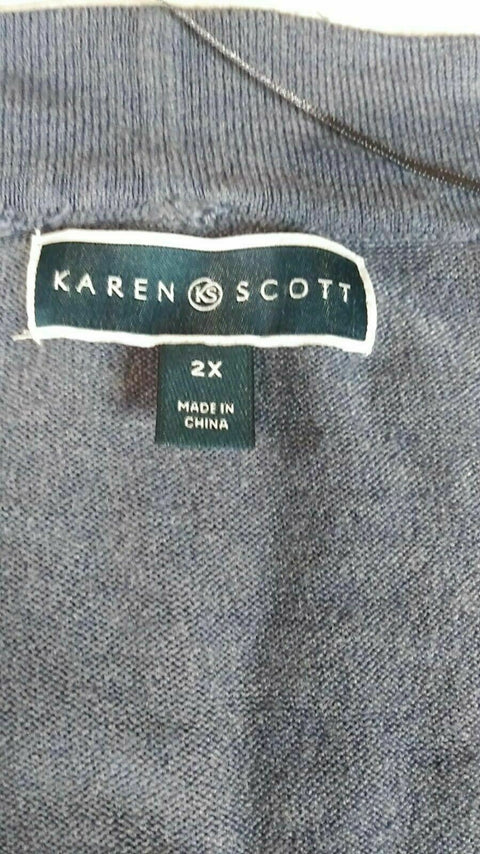 KAREN KS SCOTT
2X
MADE IN
CHINA